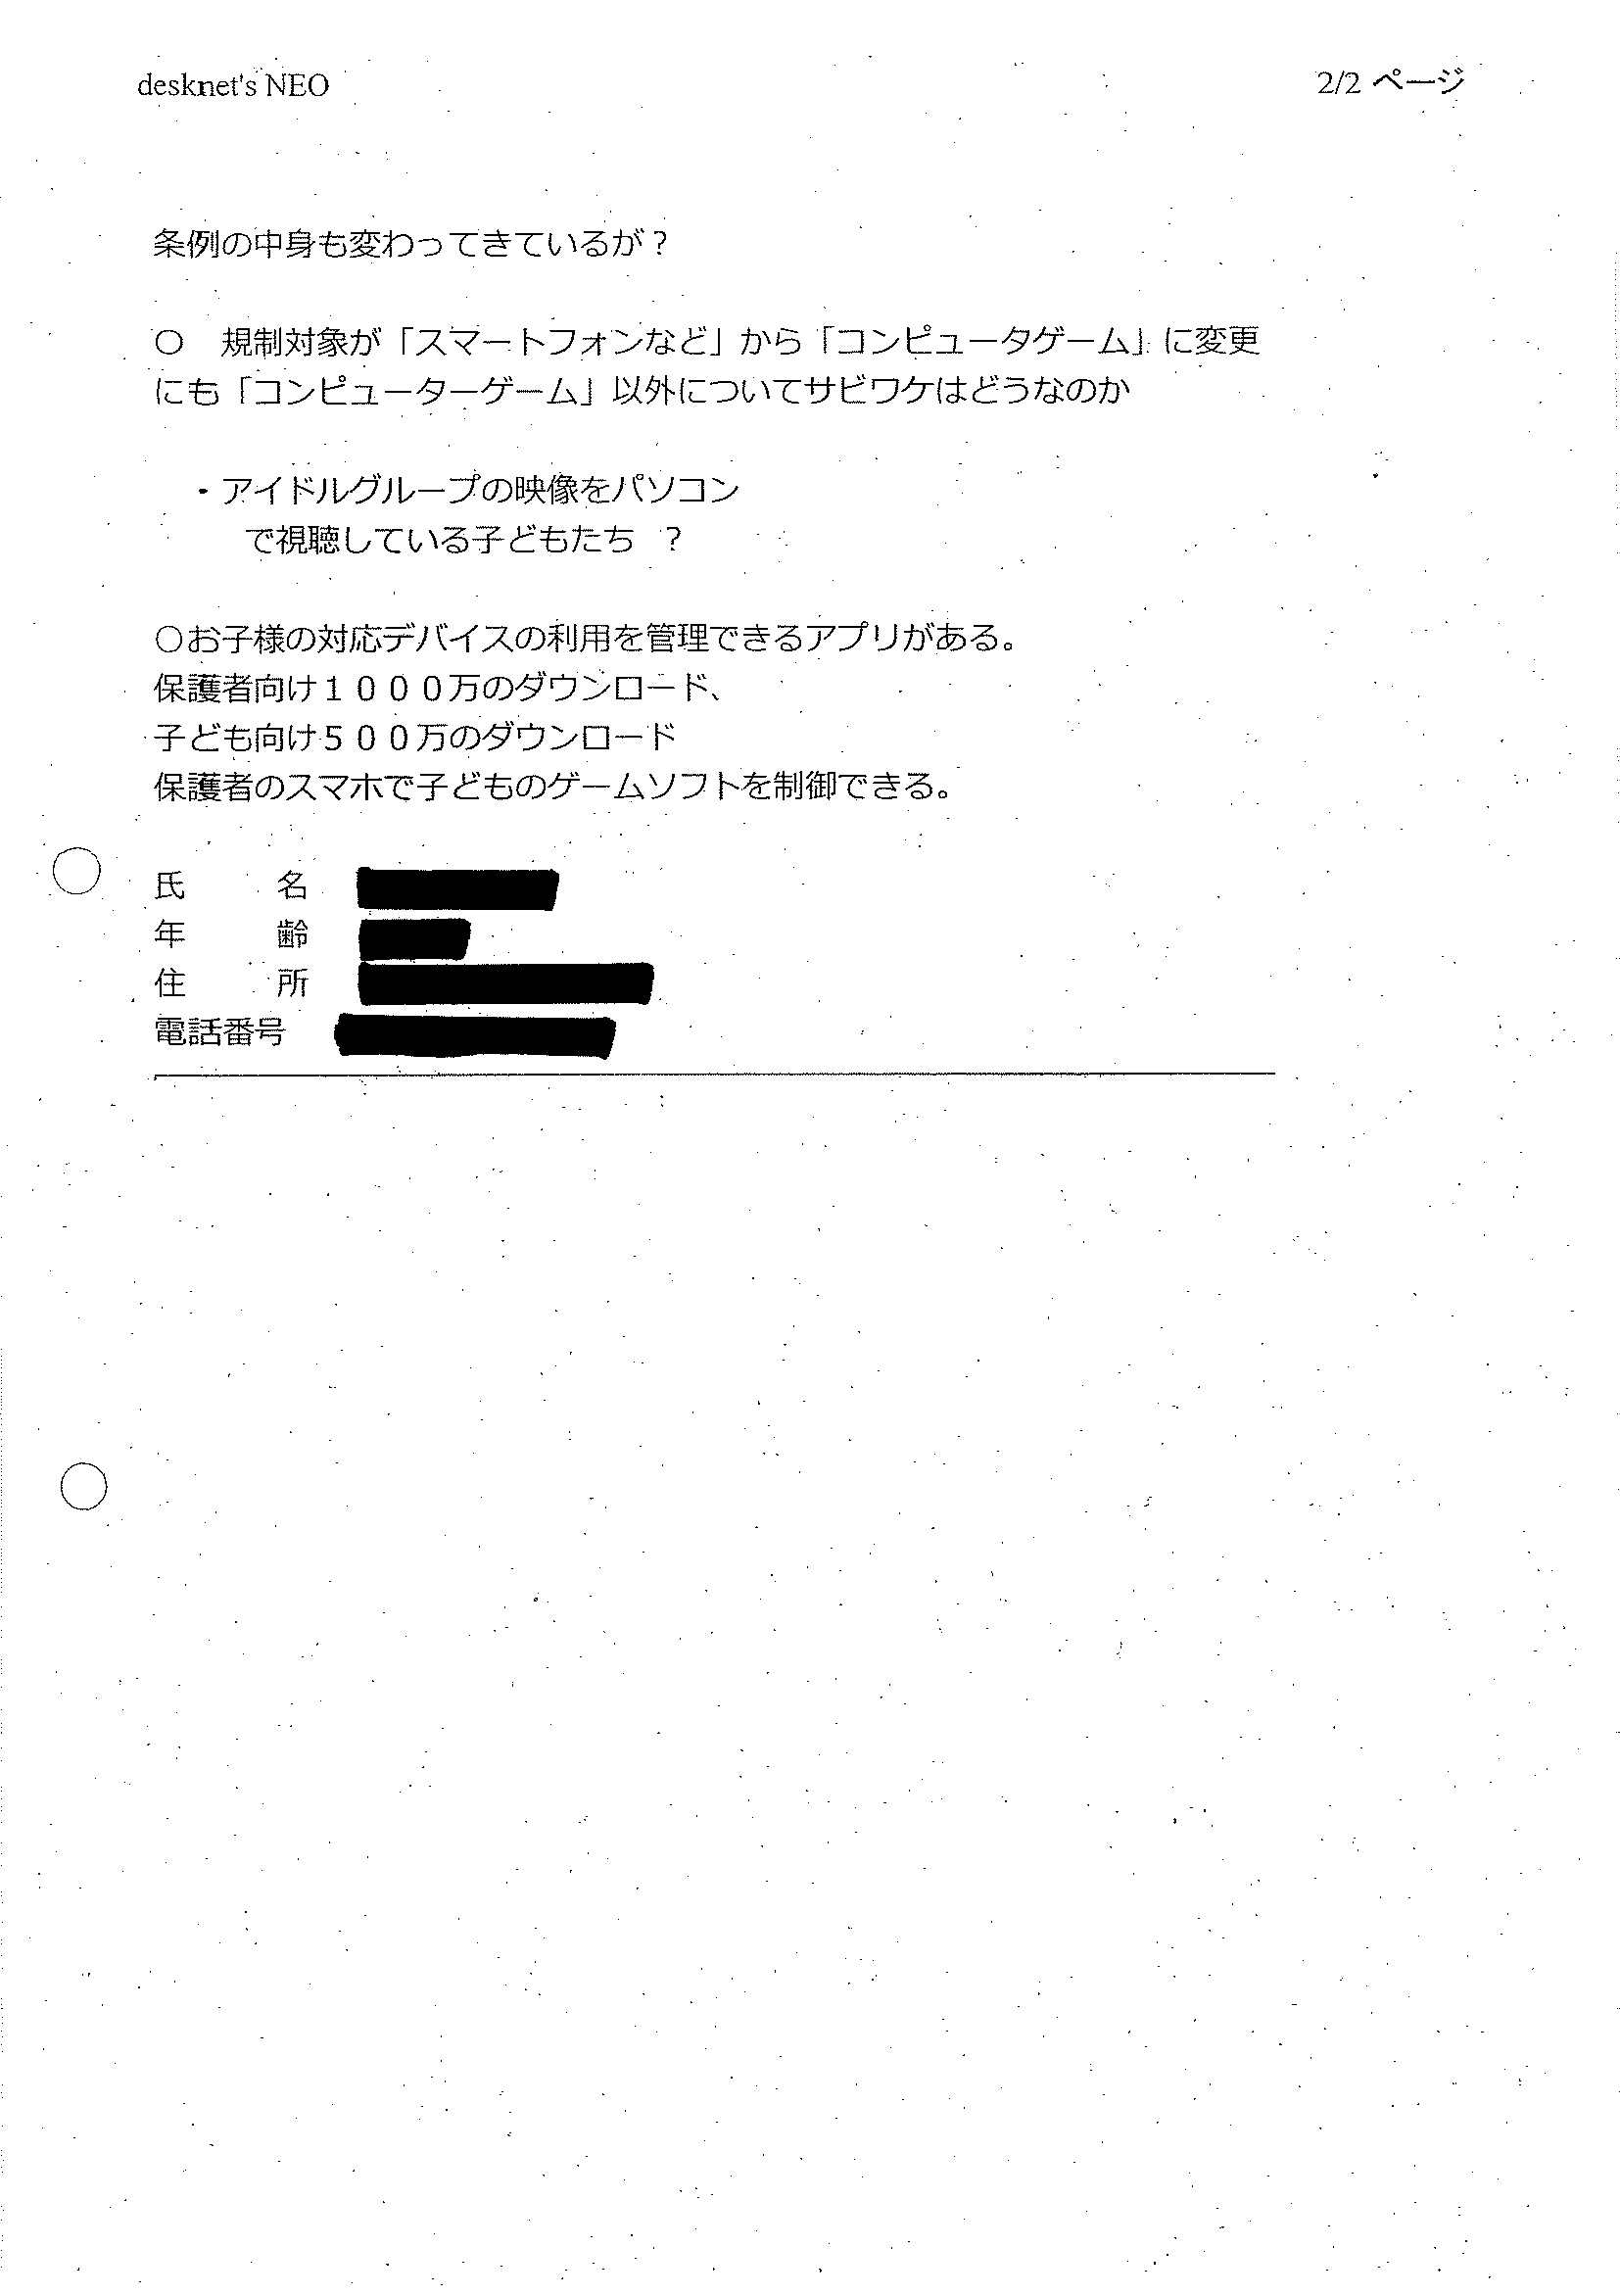 desknet's NEO 2/2 ページ
条例の中身も変わってきているが？
○　規制対象が「スマートフォンなど」から「コンピュータゲーム」に変更
にも「コンピューターゲーム」以外についてサビワケはどうなのか
・アイドルグループの映像をパソコン
で視聴している子どもたち　？
○お子様の対応デバイスの利用を管理できるアプリがある。
保護者向け１０００万のダウンロード、
子ども向け５００万のダウンロード
保護者のスマホで子どものゲームソフトを制御できる。
氏　　名
年　　齢
住　　所
電話番号